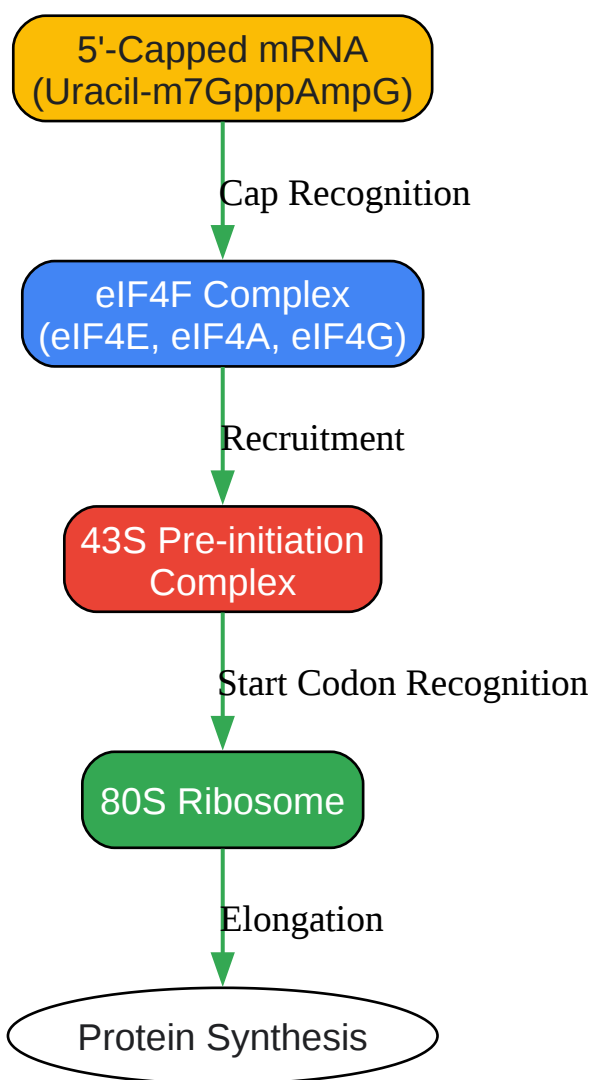 5'-Capped mRNA
(Uracil-m7GpppAmpG)
Cap Recognition
eIF4F Complex
(eIF4E, eIF4A, eIF4G)
Recruitment
43S Pre-initiation
Complex
Start Codon Recognition
80S Ribosome
Elongation
Protein Synthesis